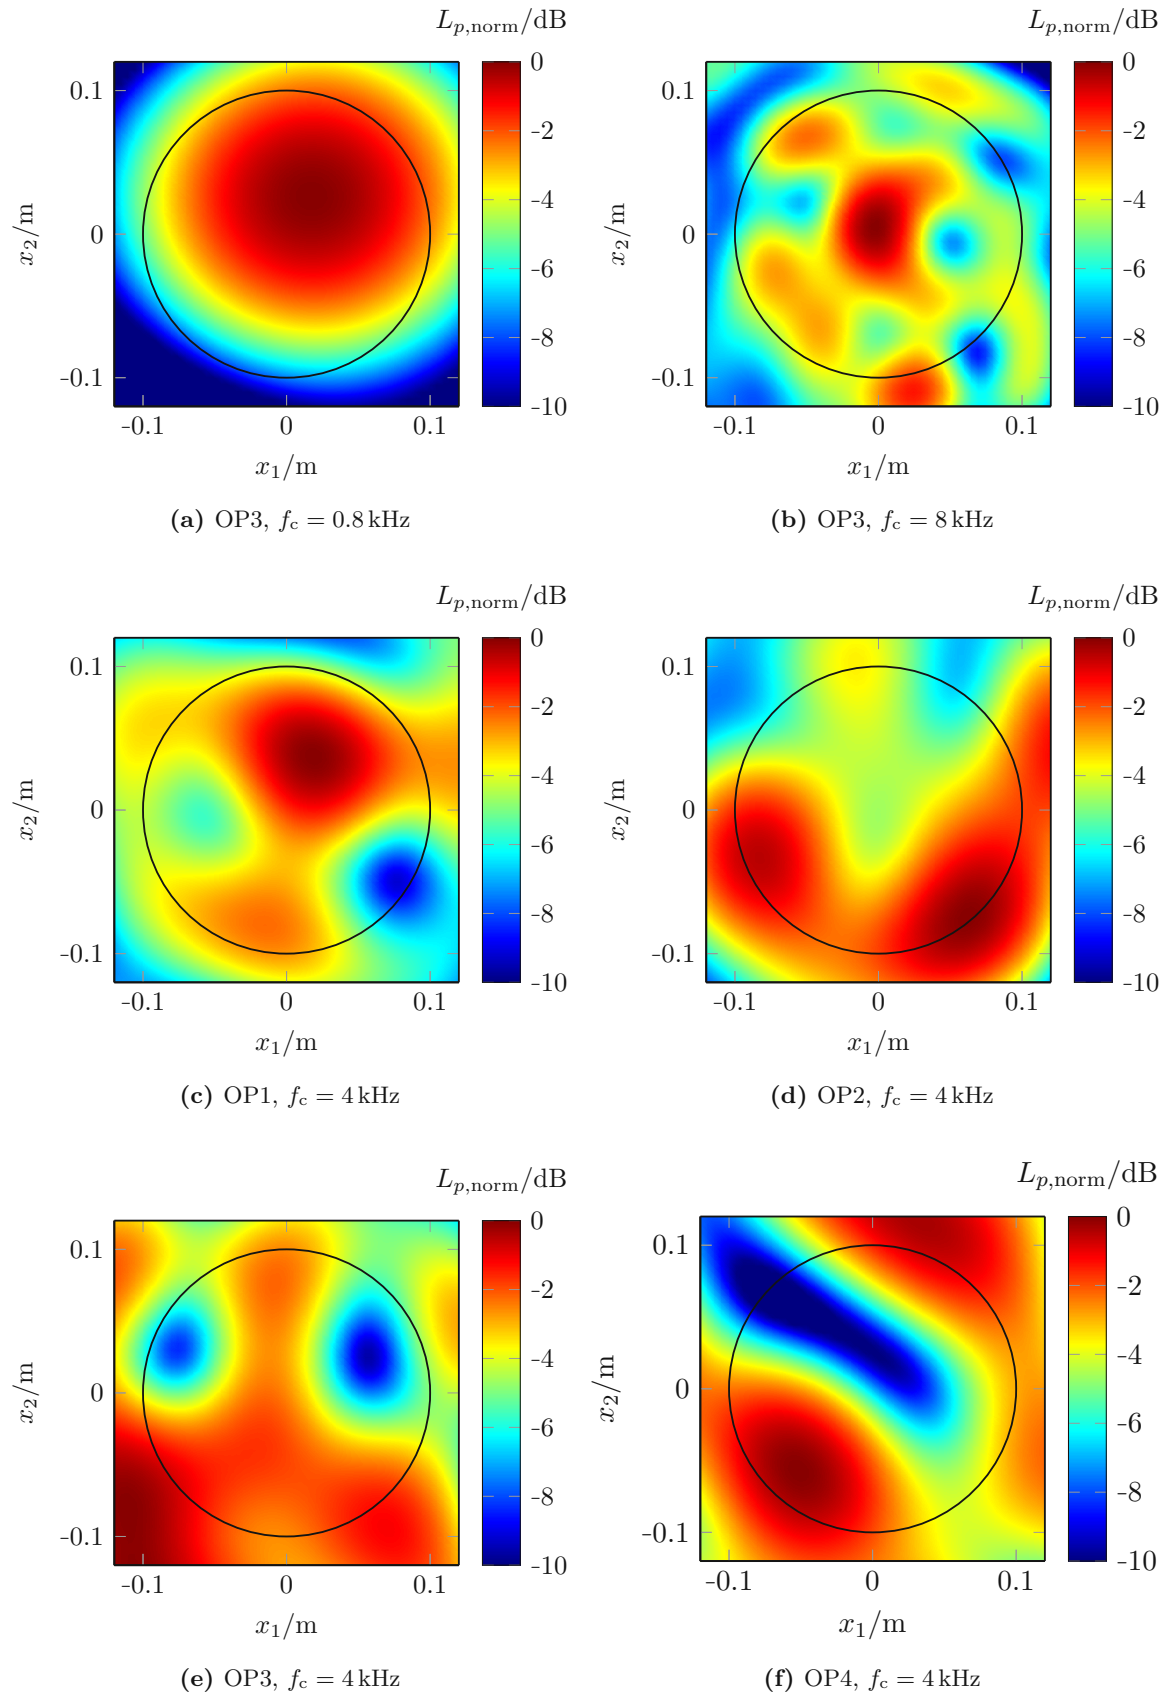 L_p,norm/dB L_p,norm/dB
0.1 0 0.1 0
-2 -2
x_2/m 0 -4 x_2/m 0 -4
-6 -6
-8 -8
-0.1 -10 -0.1 -10
-0.1 0 0.1 -0.1 0 0.1
x_1/m x_1/m
(a) OP3, f_c = 0.8 kHz (b) OP3, f_c = 8 kHz
L_p,norm/dB L_p,norm/dB
0.1 0 0.1 0
-2 -2
x_2/m 0 -4 x_2/m 0 -4
-6 -6
-8 -8
-0.1 -10 -0.1 -10
-0.1 0 0.1 -0.1 0 0.1
x_1/m x_1/m
(c) OP1, f_c = 4 kHz (d) OP2, f_c = 4 kHz
L_p,norm/dB L_p,norm/dB
0.1 0 0.1 0
-2 -2
x_2/m 0 -4 x_2/m 0 -4
-6 -6
-8 -8
-0.1 -10 -0.1 -10
-0.1 0 0.1 -0.1 0 0.1
x_1/m x_1/m
(e) OP3, f_c = 4 kHz (f) OP4, f_c = 4 kHz